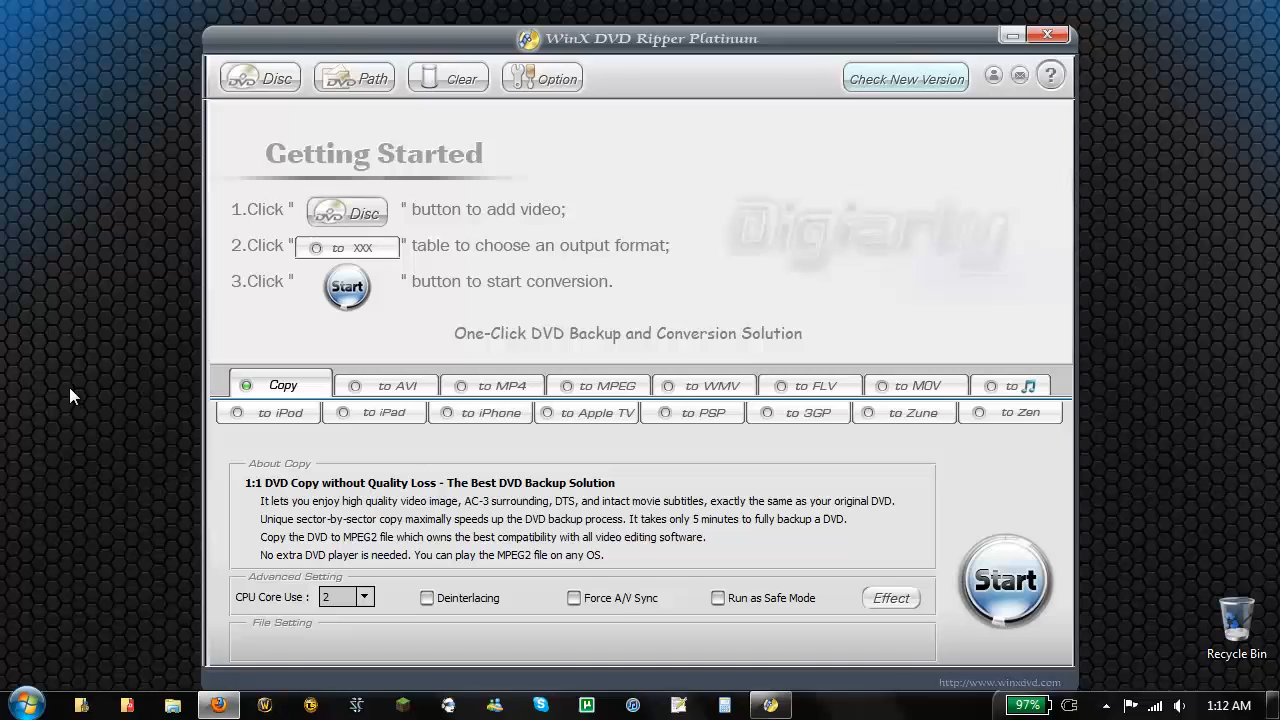 WinX DVD Ripper Platinum
DVD Disc
DVD Path
Clear
Option
Check New Version
?
Getting Started
Digiarty
1.Click " DVD Disc " button to add video;
2.Click " to XXX " table to choose an output format;
3.Click " Start " button to start conversion.
One-Click DVD Backup and Conversion Solution
Copy to AVI to MP4 to MPEG to WMV to FLV to MOV to
to iPod to iPad to iPhone to Apple TV to PSP to 3GP to Zune to Zen
About Copy
1:1 DVD Copy without Quality Loss - The Best DVD Backup Solution
It lets you enjoy high quality video image, AC-3 surrounding, DTS, and intact movie subtitles, exactly the same as your original DVD.
Unique sector-by-sector copy maximally speeds up the DVD backup process. It takes only 5 minutes to fully backup a DVD.
Copy the DVD to MPEG2 file which owns the best compatibility with all video editing software.
No extra DVD player is needed. You can play the MPEG2 file on any OS.
Start
Advanced Setting
CPU Core Use : 2 Deinterlacing Force A/V Sync Run as Safe Mode Effect
File Setting
Recycle Bin
http://www.winxdvd.com
97%
1:12 AM